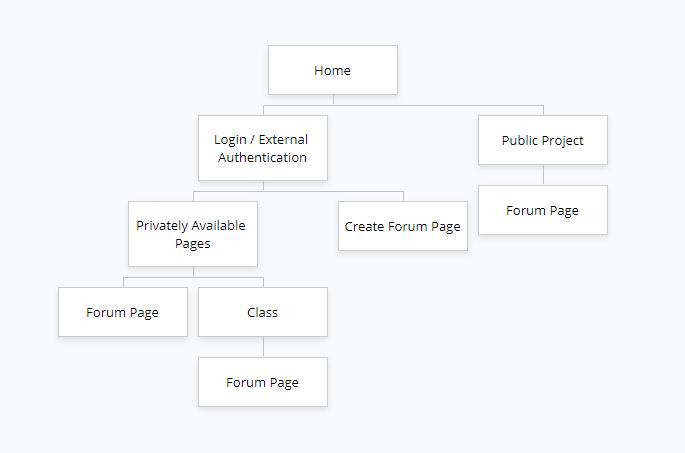 Home
Login / External
Authentication
Public Project
Privately Available
Pages
Create Forum Page
Forum Page
Forum Page
Class
Forum Page